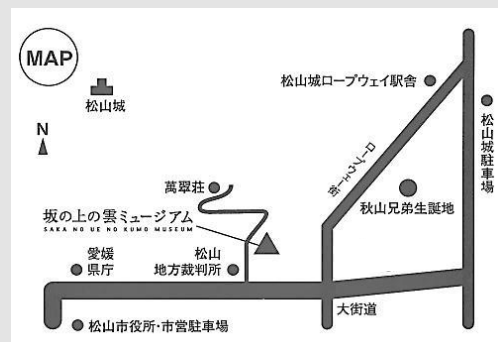 MAP
松山城ロープウェイ駅舎
松山城
松山城駐車場
N
ロープウェー街
萬翠荘
秋山兄弟生誕地
坂の上の雲ミュージアム
SAKA NO UE NO KUMO MUSEUM
愛媛
県庁
松山
地方裁判所
大街道
松山市役所・市営駐車場